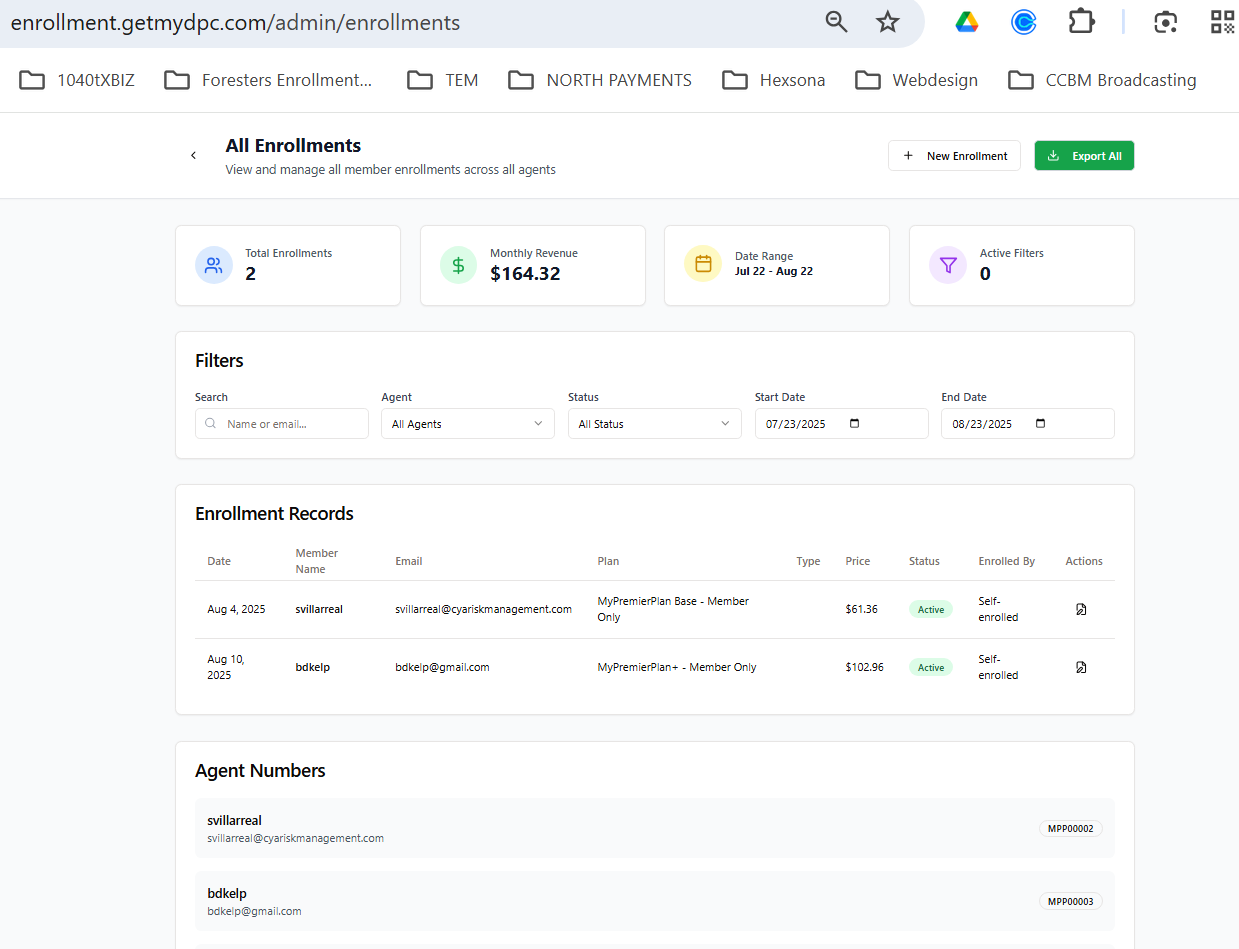 enrollment.getmydpc.com/admin/enrollments
1040tXBIZ Foresters Enrollment... TEM NORTH PAYMENTS Hexsona Webdesign CCBM Broadcasting
All Enrollments
View and manage all member enrollments across all agents
New Enrollment
Export All
Total Enrollments
2
Monthly Revenue
$164.32
Date Range
Jul 22 - Aug 22
Active Filters
0
Filters
Search
Name or email...
Agent
All Agents
Status
All Status
Start Date
07/23/2025
End Date
08/23/2025
Enrollment Records
Date Member Name Email Plan Type Price Status Enrolled By Actions
Aug 4, 2025 svillarreal svillarreal@cyariskmanagement.com MyPremierPlan Base - Member Only $61.36 Active Self-enrolled
Aug 10, 2025 bdkelp bdkelp@gmail.com MyPremierPlan+ - Member Only $102.96 Active Self-enrolled
Agent Numbers
svillarreal
svillarreal@cyariskmanagement.com
MPP00002
bdkelp
bdkelp@gmail.com
MPP00003